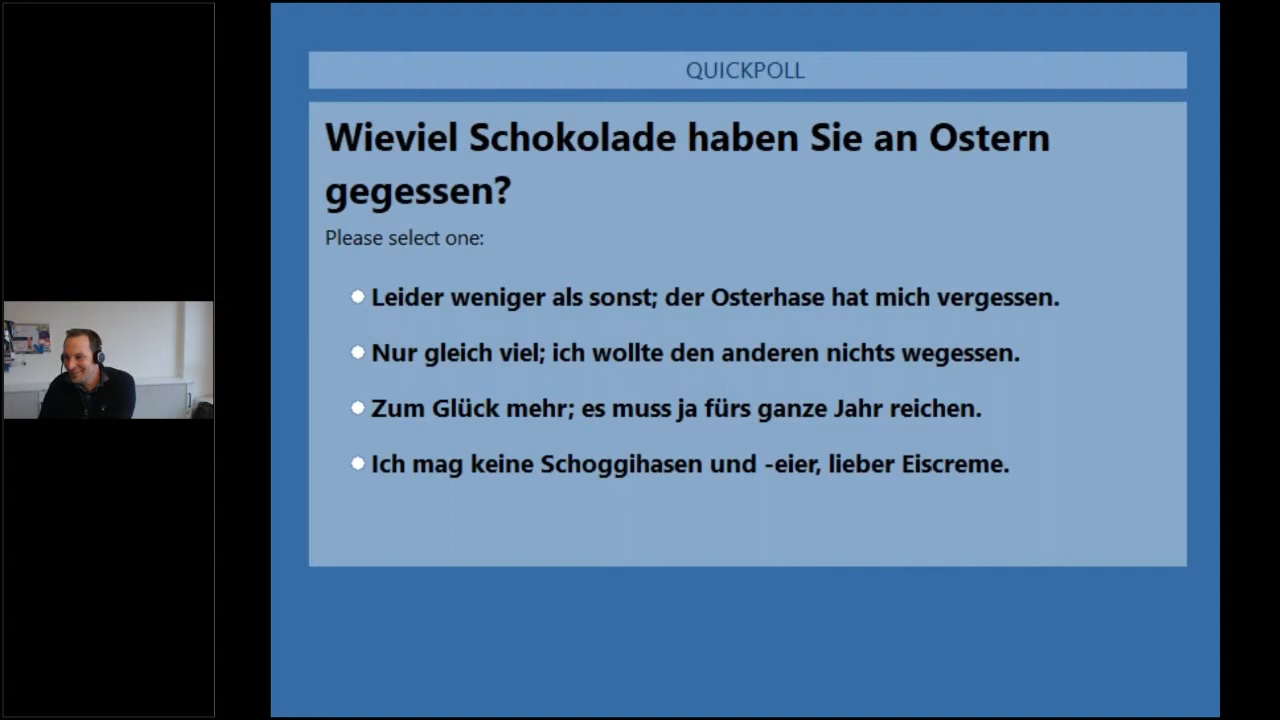 QUICKPOLL
Wieviel Schokolade haben Sie an Ostern
gegessen?
Please select one:
Leider weniger als sonst; der Osterhase hat mich vergessen.
Nur gleich viel; ich wollte den anderen nichts wegessen.
Zum Glück mehr; es muss ja fürs ganze Jahr reichen.
Ich mag keine Schoggihasen und -eier, lieber Eiscreme.